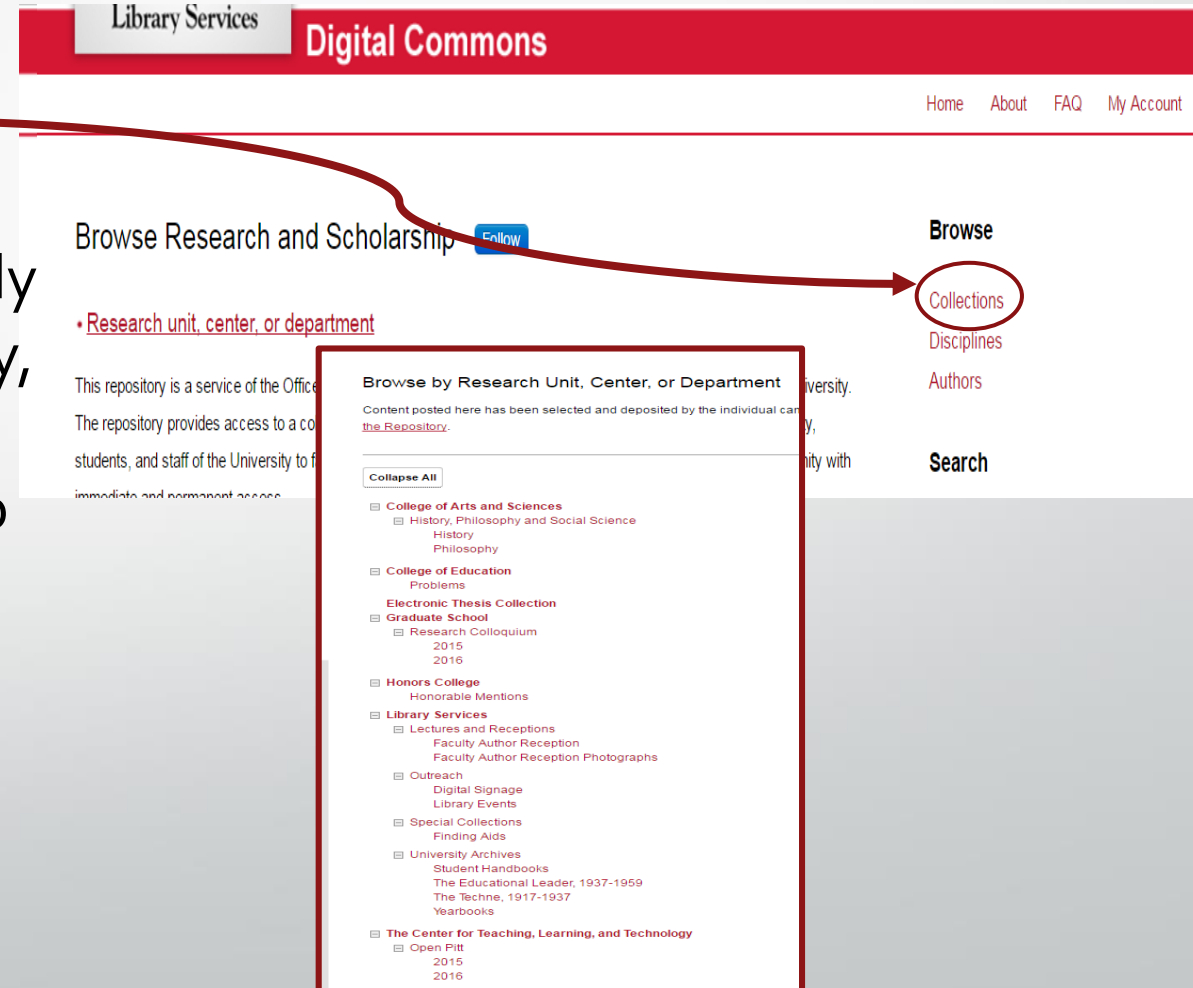 Library Services
Digital Commons
Home About FAQ My Account
Browse Research and Scholarship Follow
• Research unit, center, or department
This repository is a service of the Office
iversity.
The repository provides access to a co
y,
students, and staff of the University to f
nity with
immediate and permanent access
Browse
Collections
Disciplines
Authors
Search
ly
y,
Browse by Research Unit, Center, or Department
Content posted here has been selected and deposited by the individual
the Repository.
Collapse All
College of Arts and Sciences
History, Philosophy and Social Science
History
Philosophy
College of Education
Problems
Electronic Thesis Collection
Graduate School
Research Colloquium
2015
2016
Honors College
Honorable Mentions
Library Services
Lectures and Receptions
Faculty Author Reception
Faculty Author Reception Photographs
Outreach
Digital Signage
Library Events
Special Collections
Finding Aids
University Archives
Student Handbooks
The Educational Leader, 1937-1959
The Techne, 1917-1937
Yearbooks
The Center for Teaching, Learning, and Technology
Open Pitt
2015
2016